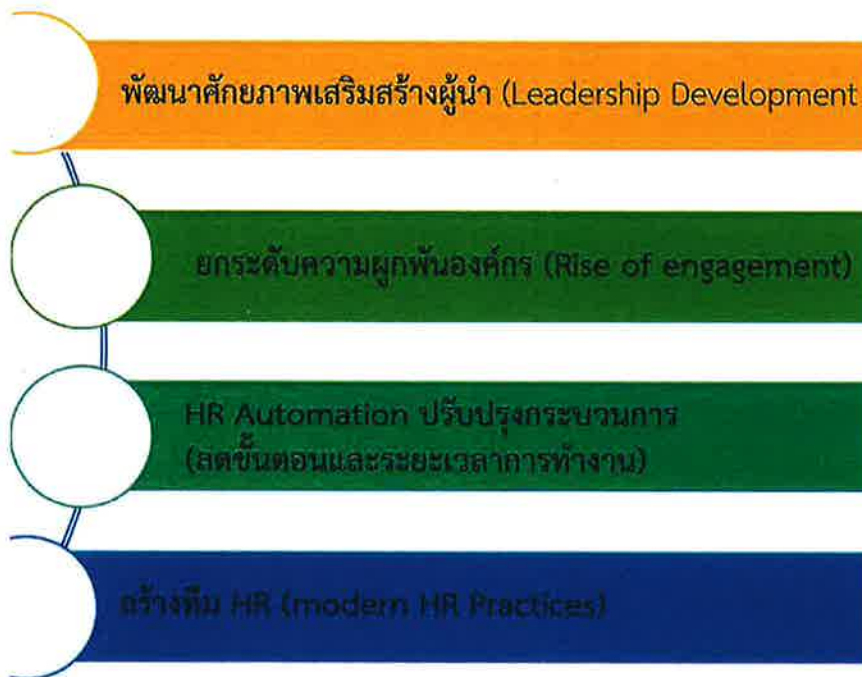 พัฒนาศักยภาพเสริมสร้างผู้นำ (Leadership Development
ยกระดับความผูกพันองค์กร (Rise of engagement)
HR Automation ปรับปรุงกระบวนการ
(ลดขั้นตอนและระยะเวลาการทำงาน)
สร้างทีม HR (modern HR Practices)